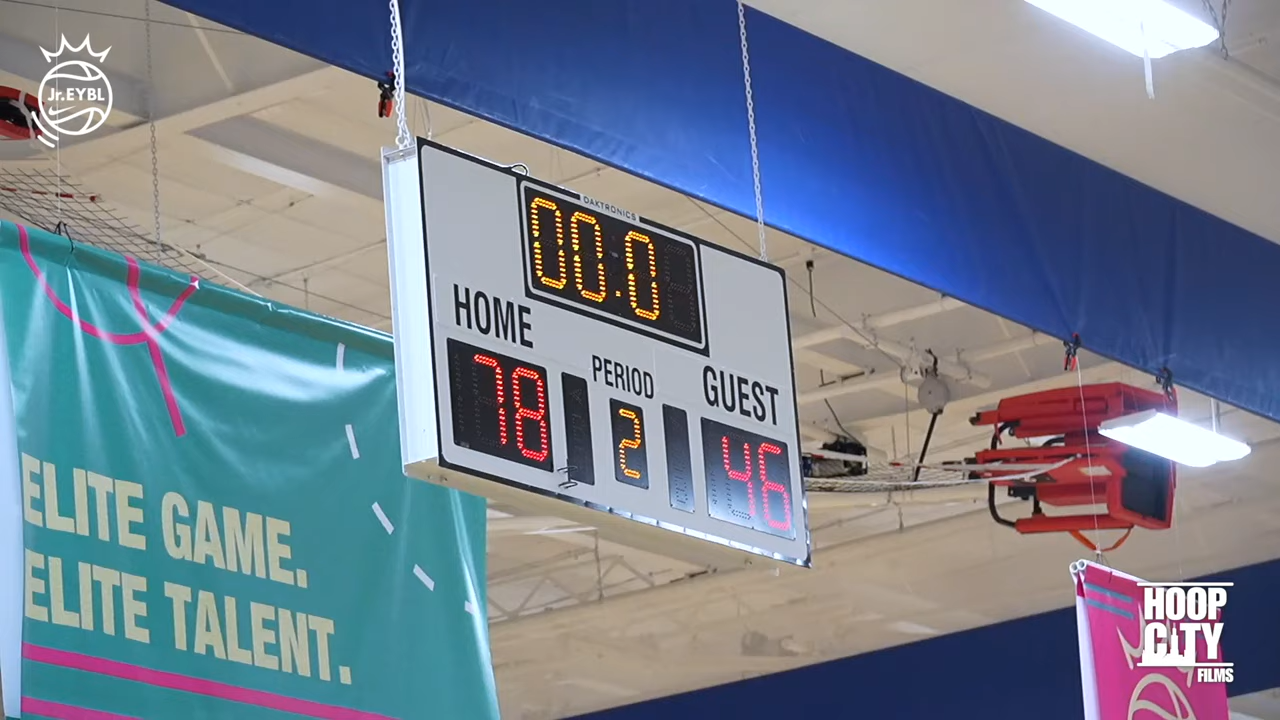 Jr.EYBL
DAKTRONICS
00.0
HOME
PERIOD
GUEST
78
2
46
ELITE GAME.
ELITE TALENT.
HOOP
CITY
FILMS